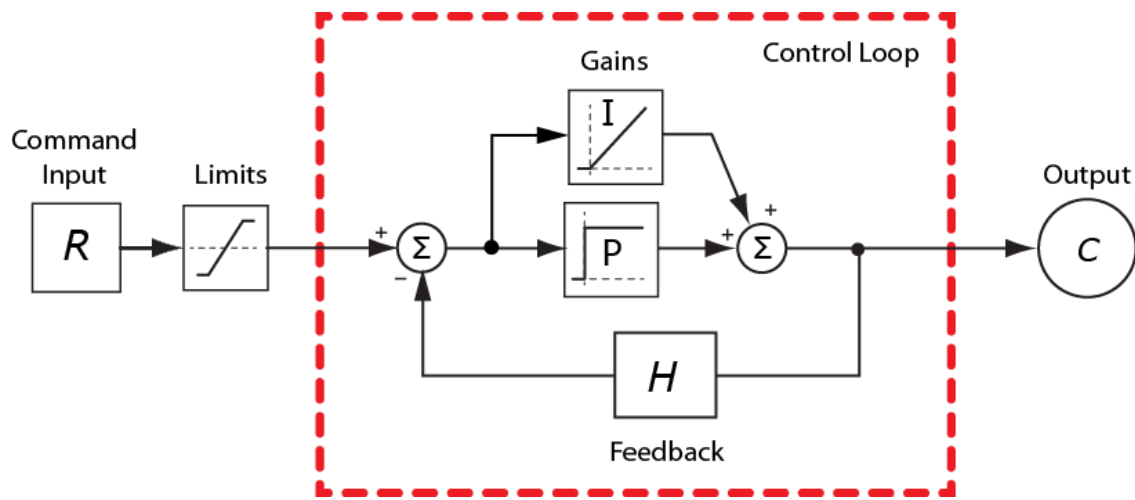 Control Loop
Gains
I
Command
Input
Limits
Output
R
+
Σ
P
+
+
Σ
C
−
H
Feedback